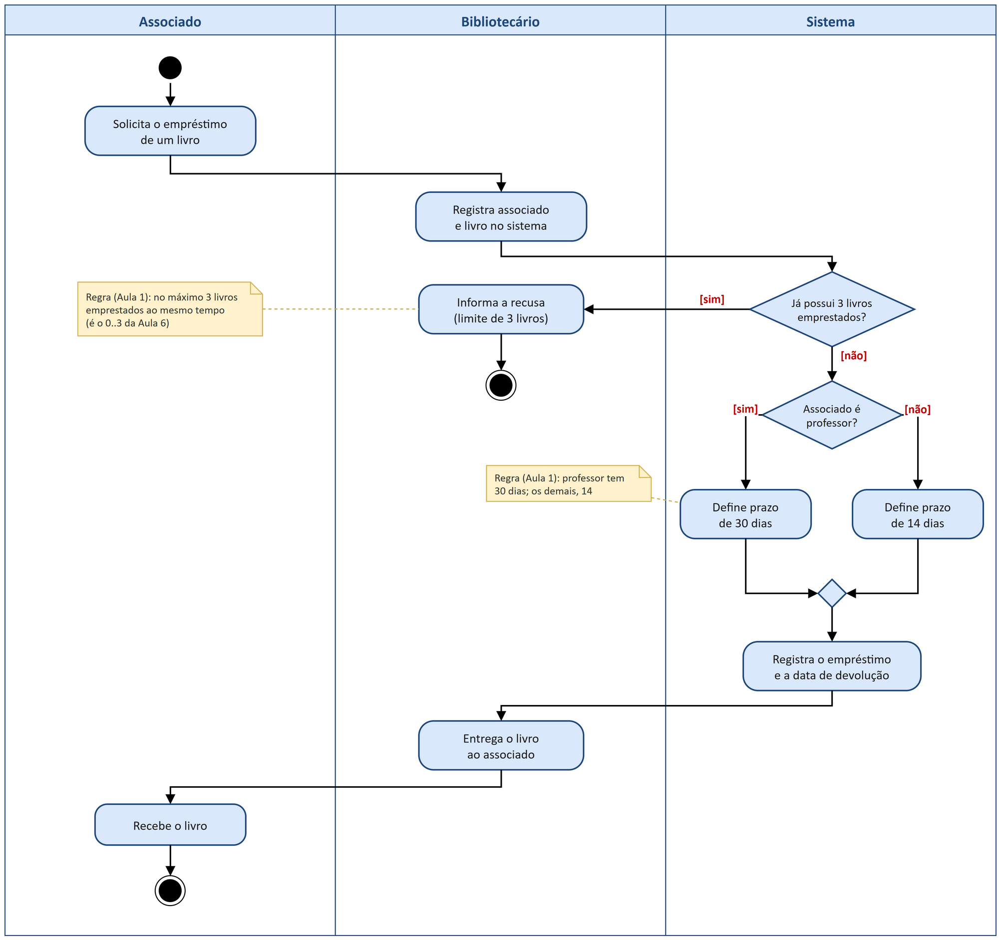 Associado
Bibliotecário
Sistema
Solicita o empréstimo
de um livro
Registra associado
e livro no sistema
Regra (Aula 1): no máximo 3 livros
emprestados ao mesmo tempo
(é o 0..3 da Aula 6)
Informa a recusa
(limite de 3 livros)
[sim]
Já possui 3 livros
emprestados?
[não]
[sim]
Associado é
professor?
[não]
Regra (Aula 1): professor tem
30 dias; os demais, 14
Define prazo
de 30 dias
Define prazo
de 14 dias
Registra o empréstimo
e a data de devolução
Entrega o livro
ao associado
Recebe o livro